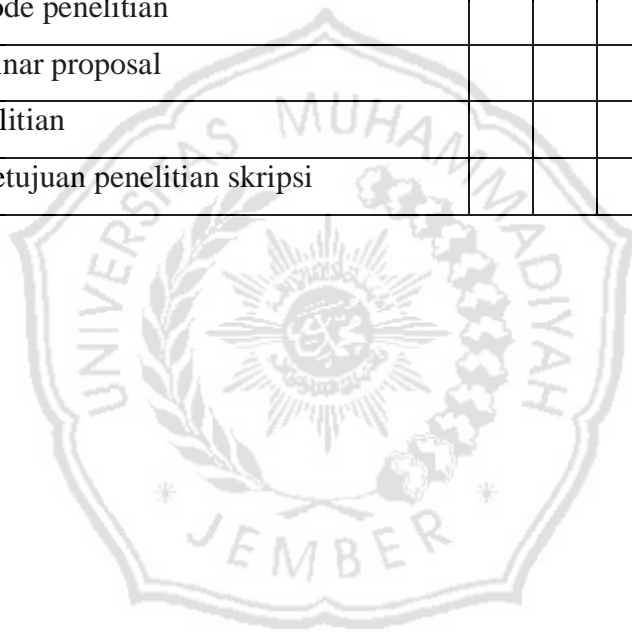 ode penelitian
inar proposal
litian
etujuan penelitian skripsi
UNIVERSITAS MUHAMMADIYAH
JEMBER